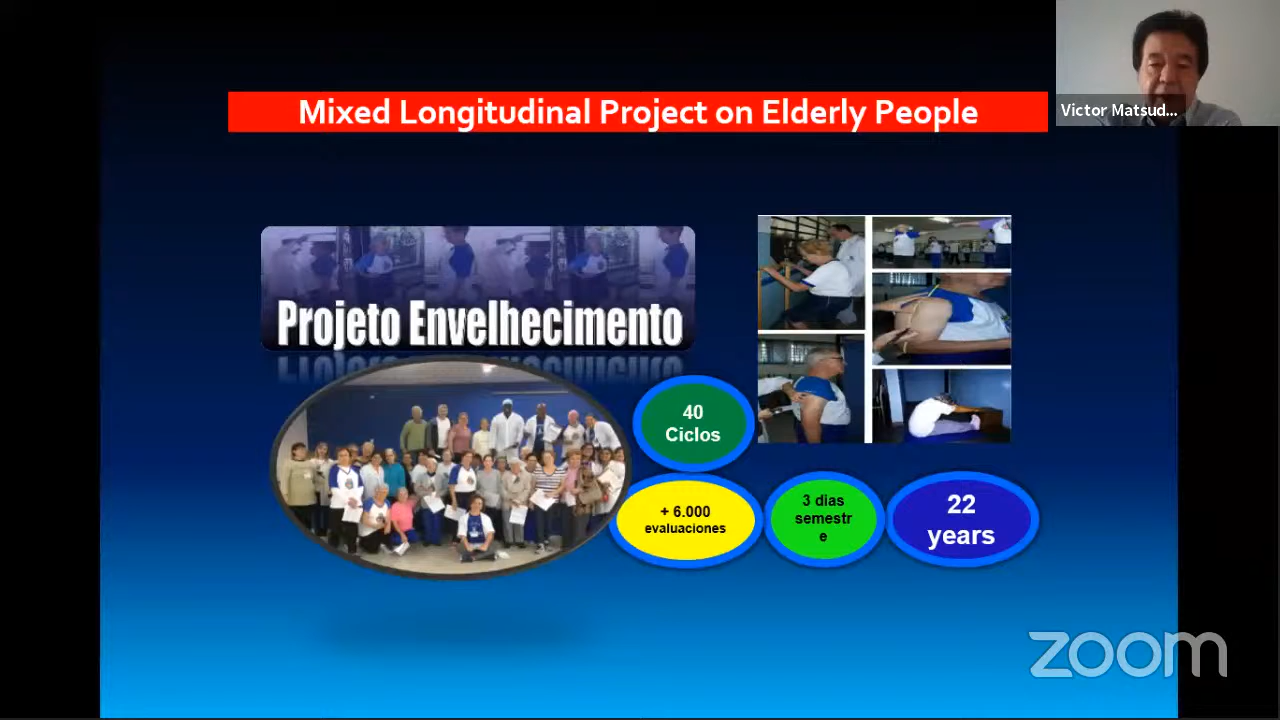 Mixed Longitudinal Project on Elderly People
Victor Matsud...
Projeto Envelhecimento
40
Ciclos
+ 6.000
evaluaciones
3 dias
semestr
e
22
years
zoom